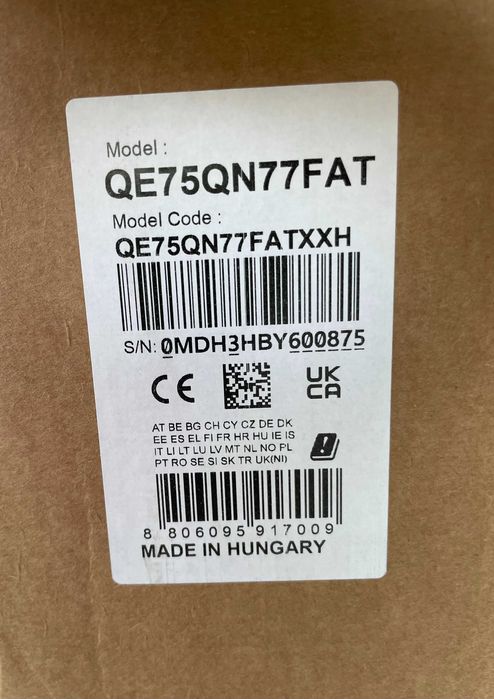 Model :
QE75QN77FAT
Model Code :
QE75QN77FATXXH
S/N: 0MDH3HBY600875
CE UK
CA
AT BE BG CH CY CZ DE DK
EE ES EL FI FR HR HU IE IS
IT LI LT LU LV MT NL NO PL
PT RO SE SI SK TR UK(NI)
8 806095 917009
MADE IN HUNGARY